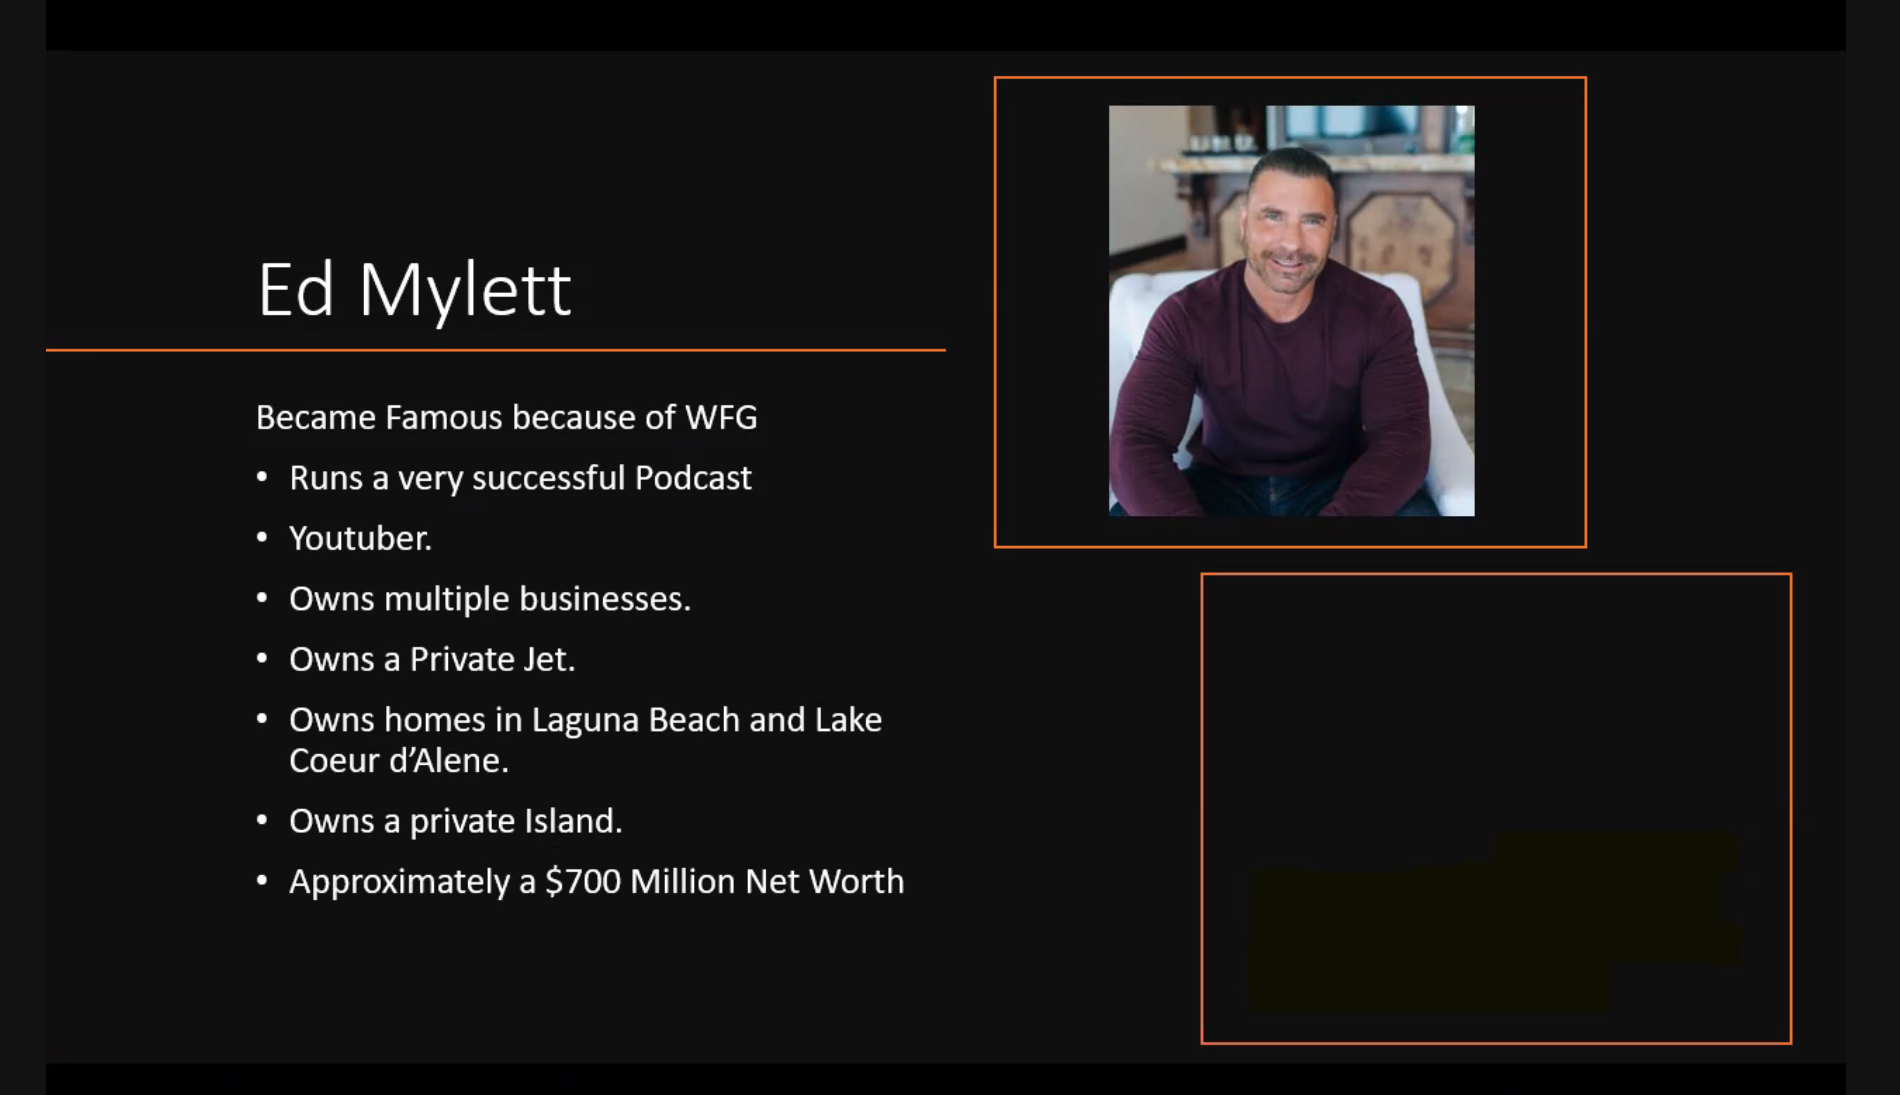 Ed Mylett
Became Famous because of WFG
• Runs a very successful Podcast
• Youtuber.
• Owns multiple businesses.
• Owns a Private Jet.
• Owns homes in Laguna Beach and Lake
Coeur d’Alene.
• Owns a private Island.
• Approximately a $700 Million Net Worth